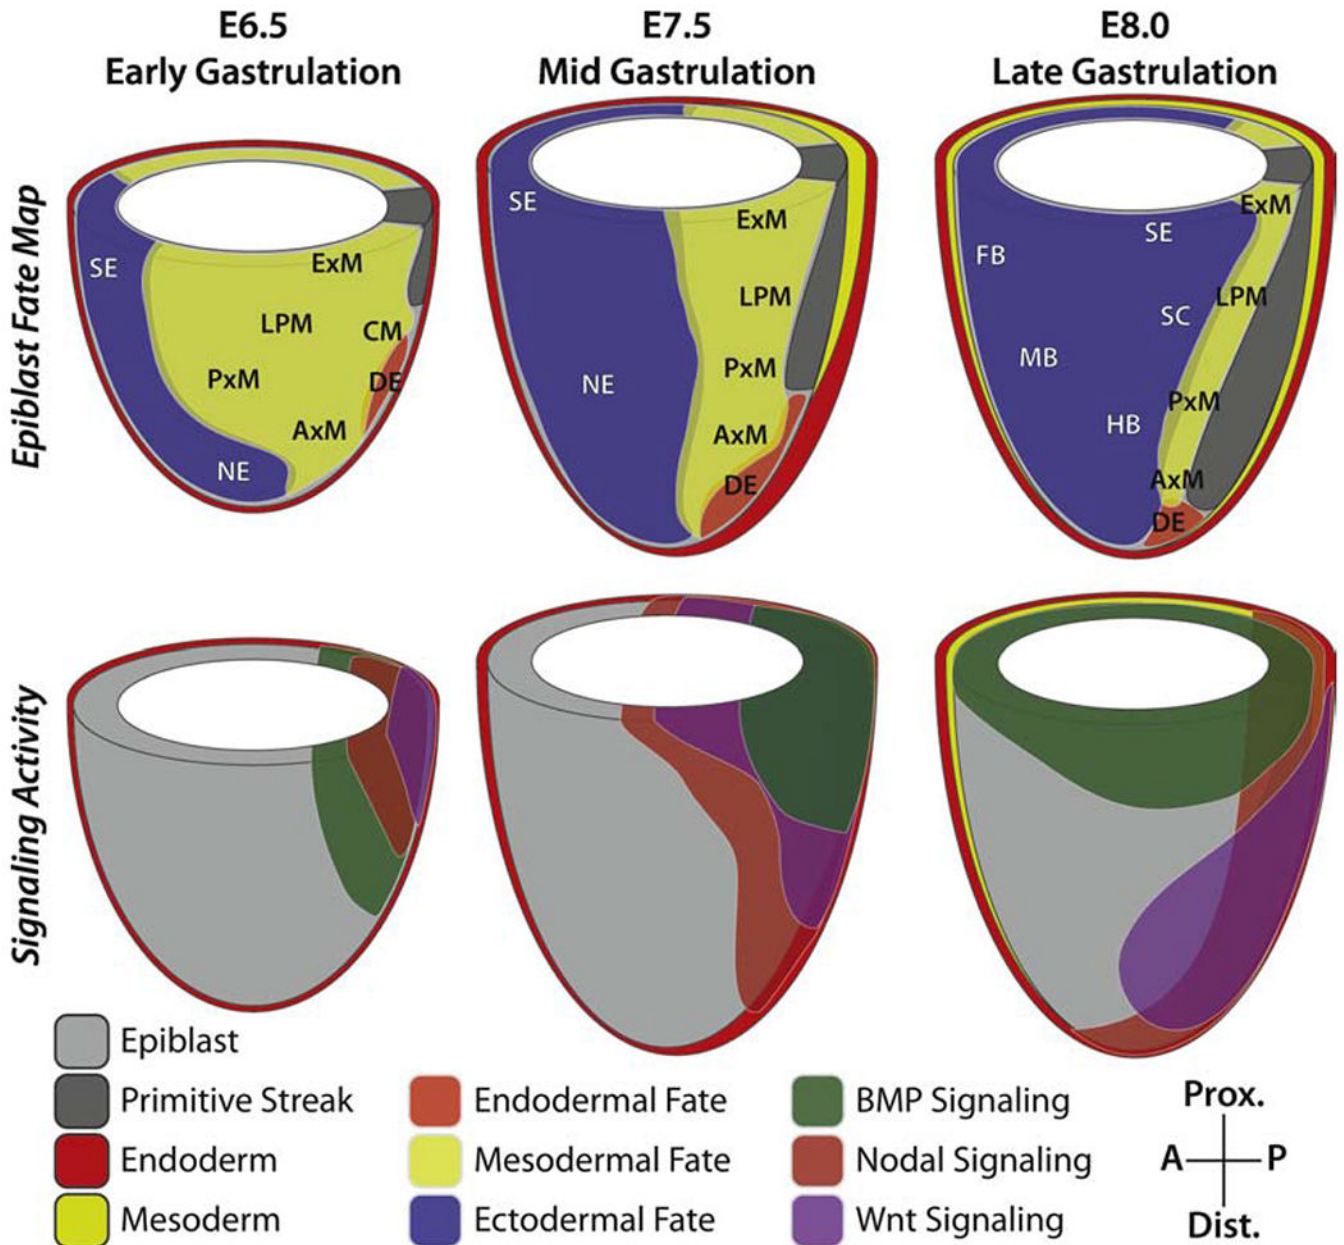 E6.5
Early Gastrulation
E7.5
Mid Gastrulation
E8.0
Late Gastrulation
Epiblast Fate Map
SE
ExM
LPM
CM
PxM
DE
AxM
NE
SE
ExM
LPM
PxM
NE
AxM
DE
ExM
SE
FB
LPM
SC
MB
PxM
HB
AxM
DE
Signaling Activity
Epiblast
Primitive Streak
Endoderm
Mesoderm
Endodermal Fate
Mesodermal Fate
Ectodermal Fate
BMP Signaling
Nodal Signaling
Wnt Signaling
Prox.
A P
Dist.